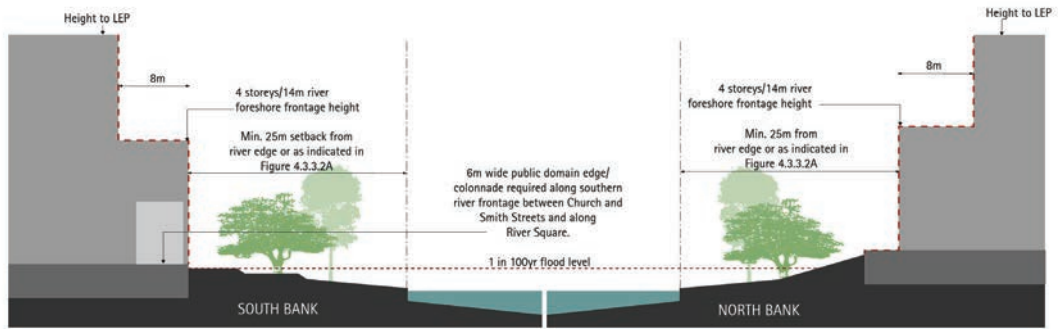 Height to LEP
8m
4 storeys/14m river
foreshore frontage height
Min. 25m setback from
river edge or as indicated in
Figure 4.3.3.2A
6m wide public domain edge/
colonnade required along southern
river frontage between Church and
Smith Streets and along
River Square.
1 in 100yr flood level
SOUTH BANK
Height to LEP
8m
4 storeys/14m river
foreshore frontage height
Min. 25m from
river edge or as indicated in
Figure 4.3.3.2A
NORTH BANK